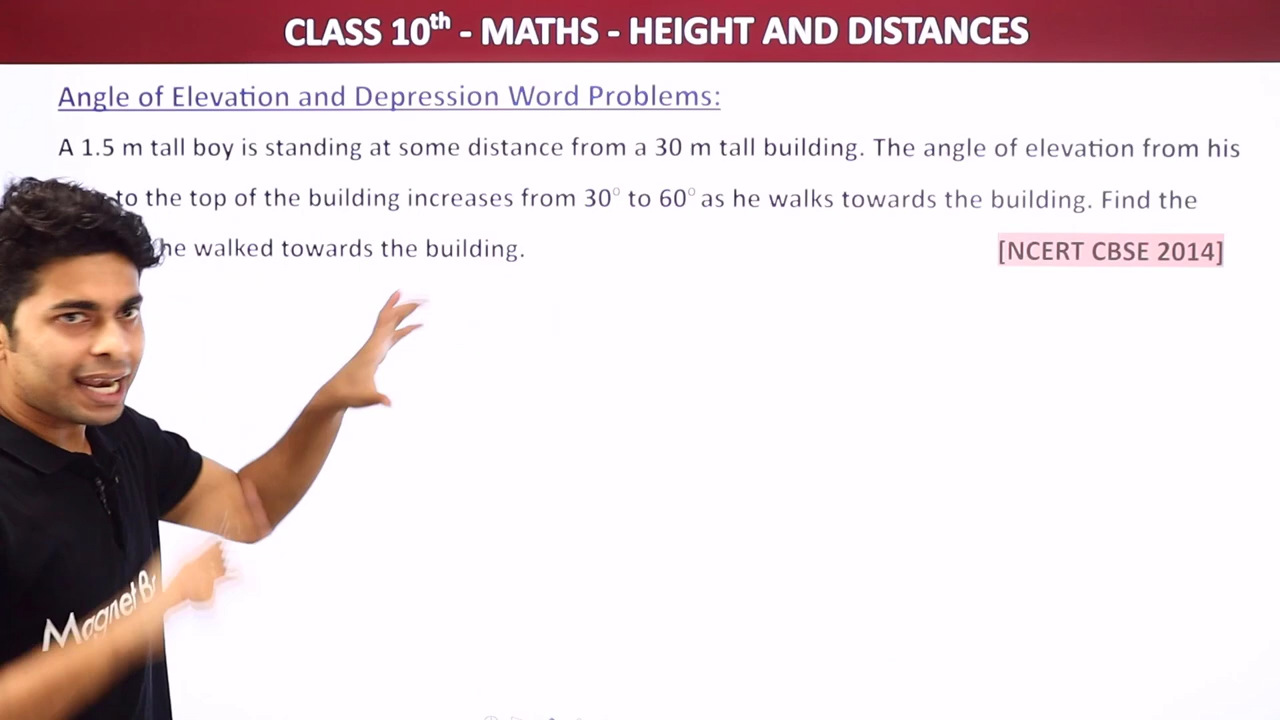 CLASS 10th - MATHS - HEIGHT AND DISTANCES
Angle of Elevation and Depression Word Problems:
A 1.5 m tall boy is standing at some distance from a 30 m tall building. The angle of elevation from his
to the top of the building increases from 30° to 60° as he walks towards the building. Find the
he walked towards the building.
[NCERT CBSE 2014]
Magnet Br